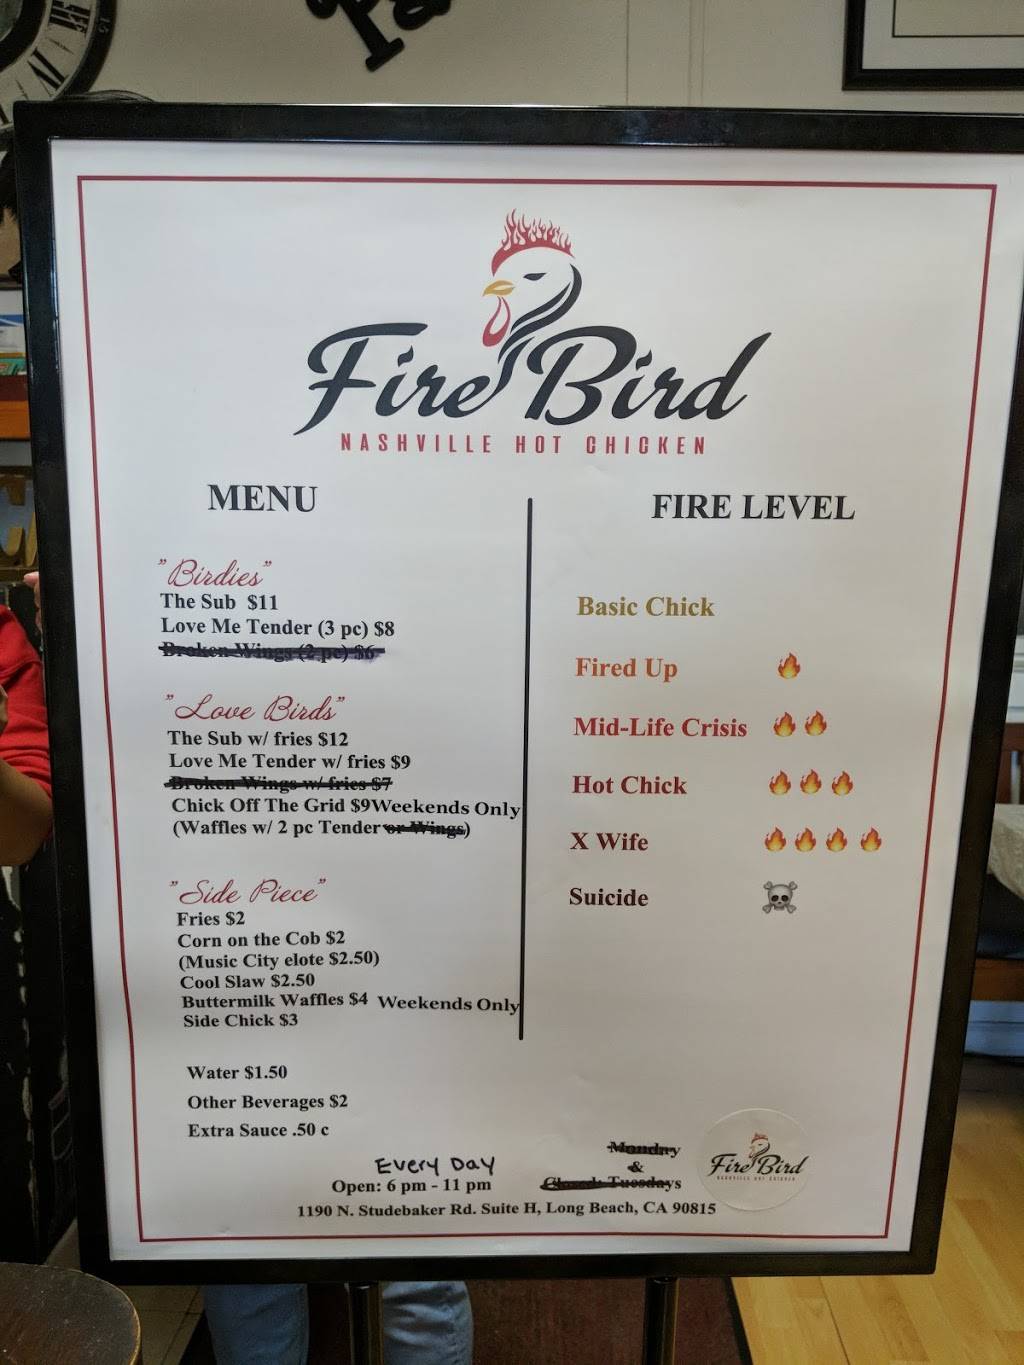 Fire Bird
NASHVILLE HOT CHICKEN
MENU
"Birdies"
The Sub $11
Love Me Tender (3 pc) $8
Broken Wings (2 pc) $6
"Love Birds"
The Sub w/ fries $12
Love Me Tender w/ fries $9
Broken Wings w/ fries $7
Chick Off The Grid $9 Weekends Only
(Waffles w/ 2 pc Tender or Wings)
"Side Piece"
Fries $2
Corn on the Cob $2
(Music City elote $2.50)
Cool Slaw $2.50
Buttermilk Waffles $4 Weekends Only
Side Chick $3
Water $1.50
Other Beverages $2
Extra Sauce .50 c
FIRE LEVEL
Basic Chick
Fired Up
Mid-Life Crisis
Hot Chick
X Wife
Suicide
Every Day
Open: 6 pm - 11 pm
Monday
&
Closed: Tuesdays
1190 N. Studebaker Rd. Suite H, Long Beach, CA 90815
Fire Bird
NASHVILLE HOT CHICKEN